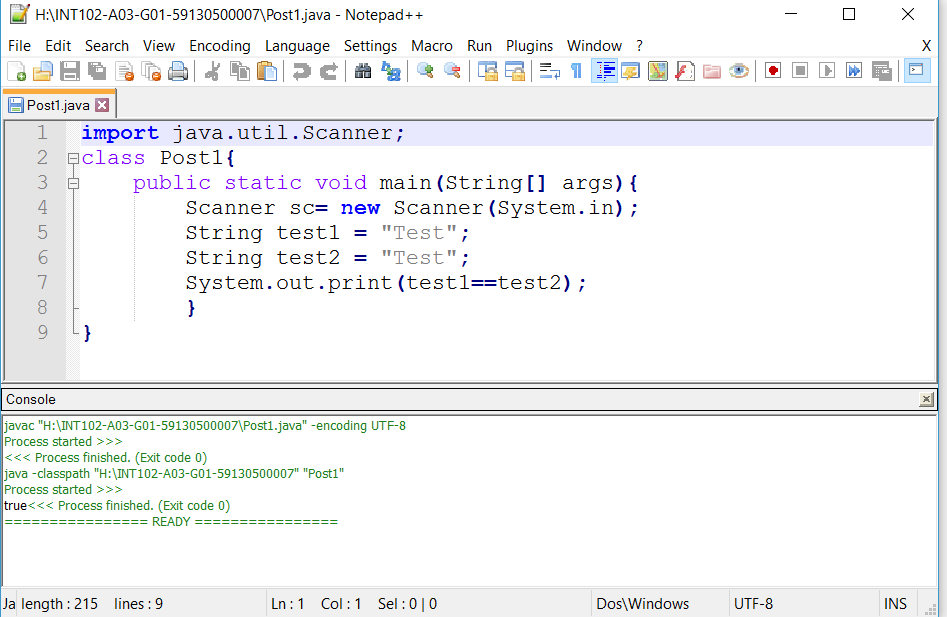 H:\INT102-A03-G01-59130500007\Post1.java - Notepad++
File Edit Search View Encoding Language Settings Macro Run Plugins Window ? X
Post1.java
1 import java.util.Scanner;
2 class Post1{
3 public static void main(String[] args){
4 Scanner sc= new Scanner(System.in);
5 String test1 = "Test";
6 String test2 = "Test";
7 System.out.print(test1==test2);
8 }
9 }
Console
javac "H:\INT102-A03-G01-59130500007\Post1.java" -encoding UTF-8
Process started >>>
<<< Process finished. (Exit code 0)
java -classpath "H:\INT102-A03-G01-59130500007" "Post1"
Process started >>>
true<<< Process finished. (Exit code 0)
================ READY ================
Ja length : 215 lines : 9 Ln : 1 Col : 1 Sel : 0 | 0 Dos\Windows UTF-8 INS